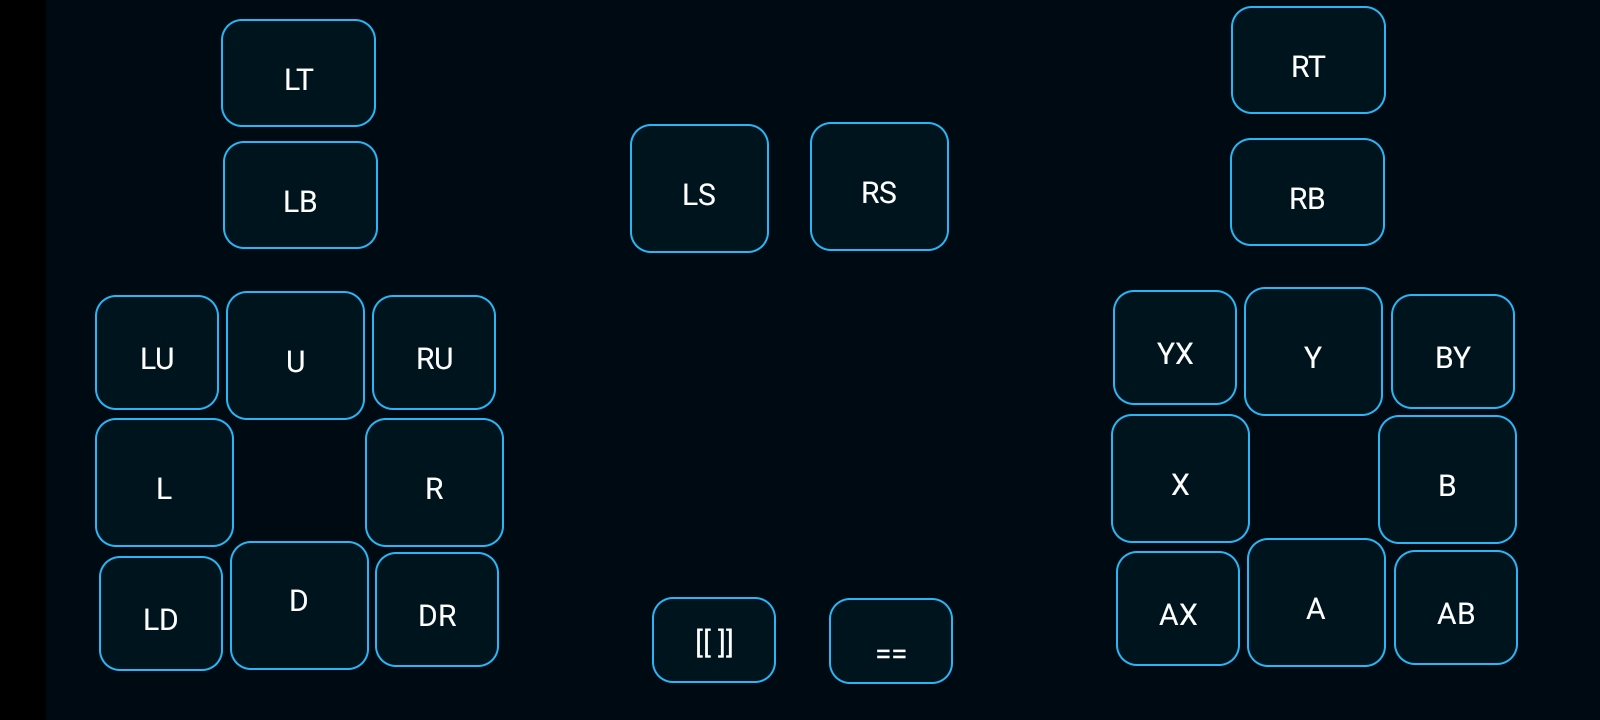 LT
RT
LB
LS
RS
RB
LU
U
RU
YX
Y
BY
L
R
X
B
LD
D
DR
[[ ]]
==
AX
A
AB